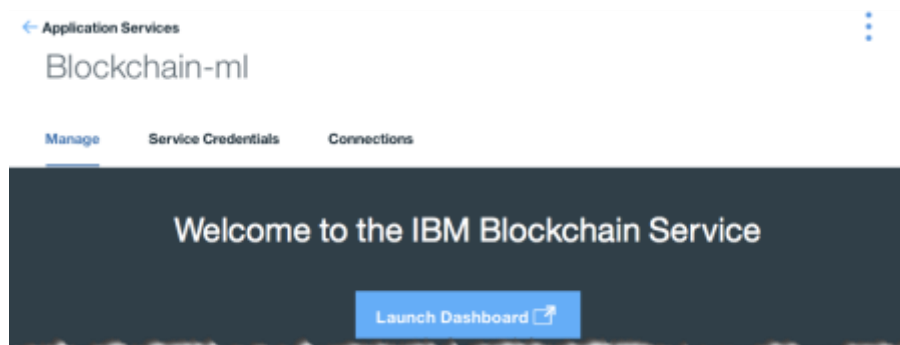 Application Services
Blockchain-ml
Manage Service Credentials Connections
Welcome to the IBM Blockchain Service
Launch Dashboard